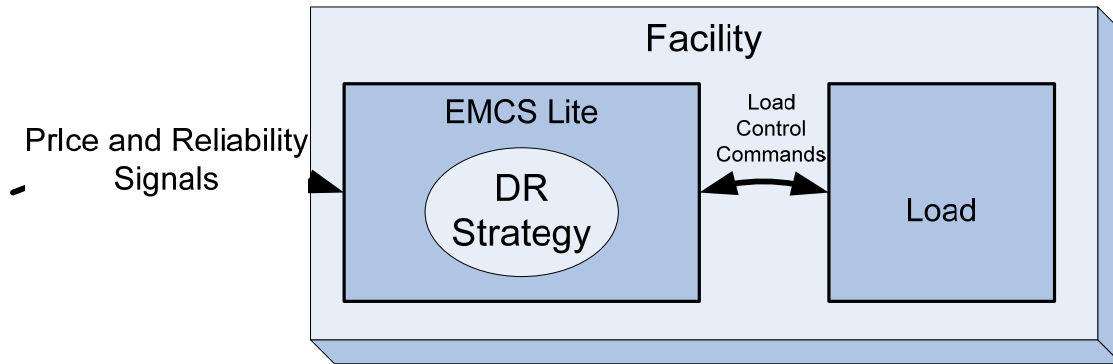 Facility
EMCS Lite
Load
Control
Commands
PrIce and Reliability
Signals
DR
Strategy
Load